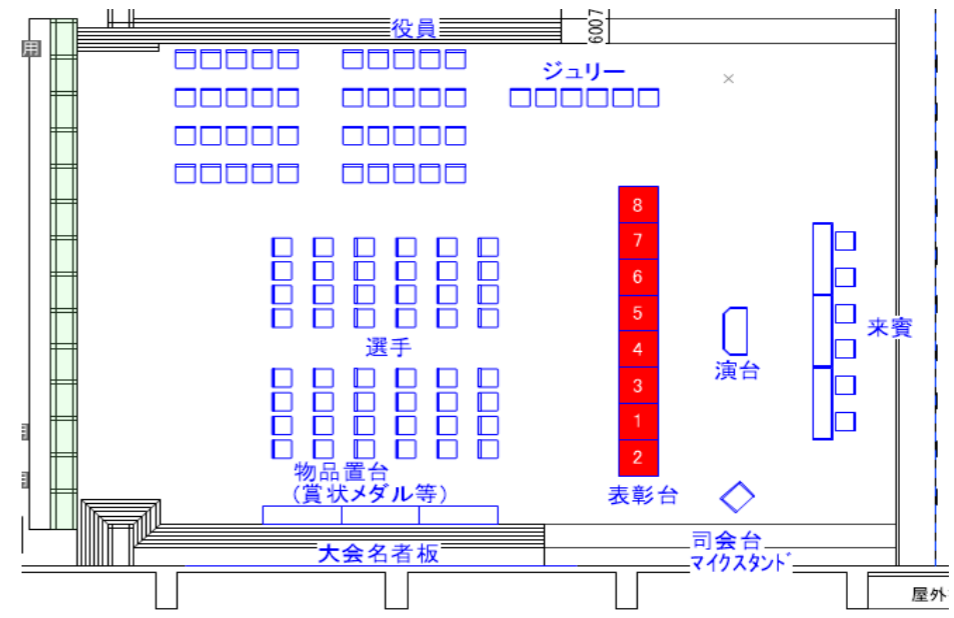 役員
6007
用
ジュリー
8
7
6
5
4
3
1
2
来賓
選手
演台
物品置台
(賞状メダル等)
表彰台
大会名者板
司会台
マイクスタンド
屋外